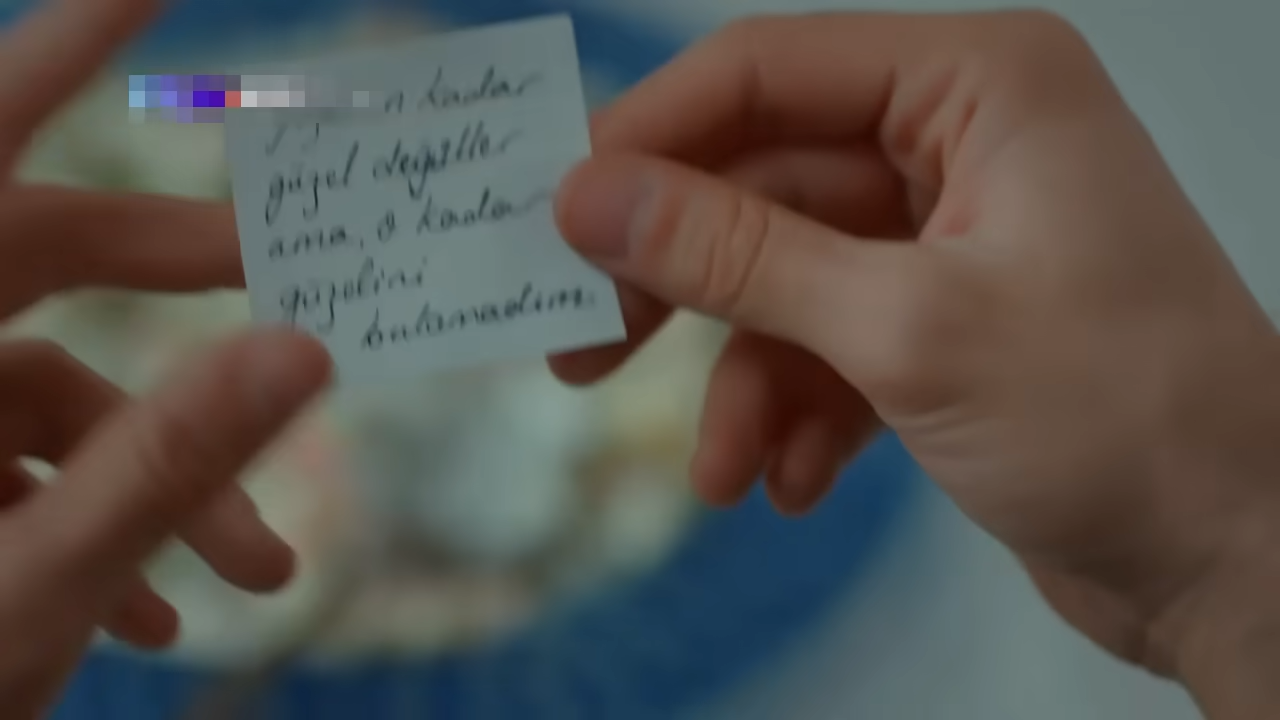 kadar
güzel değiller
ama, o kadar
güzelini
bulamadım.